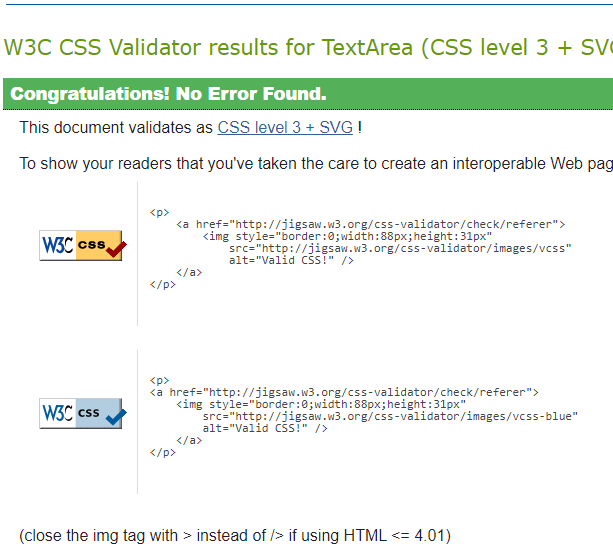 W3C CSS Validator results for TextArea (CSS level 3 + SV
Congratulations! No Error Found.
This document validates as CSS level 3 + SVG !
To show your readers that you've taken the care to create an interoperable Web pag
W3C css
<p>
<a href="http://jigsaw.w3.org/css-validator/check/referer">
<img style="border:0;width:88px;height:31px"
src="http://jigsaw.w3.org/css-validator/images/vcss"
alt="Valid CSS!" />
</a>
</p>
W3C css
<p>
<a href="http://jigsaw.w3.org/css-validator/check/referer">
<img style="border:0;width:88px;height:31px"
src="http://jigsaw.w3.org/css-validator/images/vcss-blue"
alt="Valid CSS!" />
</a>
</p>
(close the img tag with > instead of /> if using HTML <= 4.01)